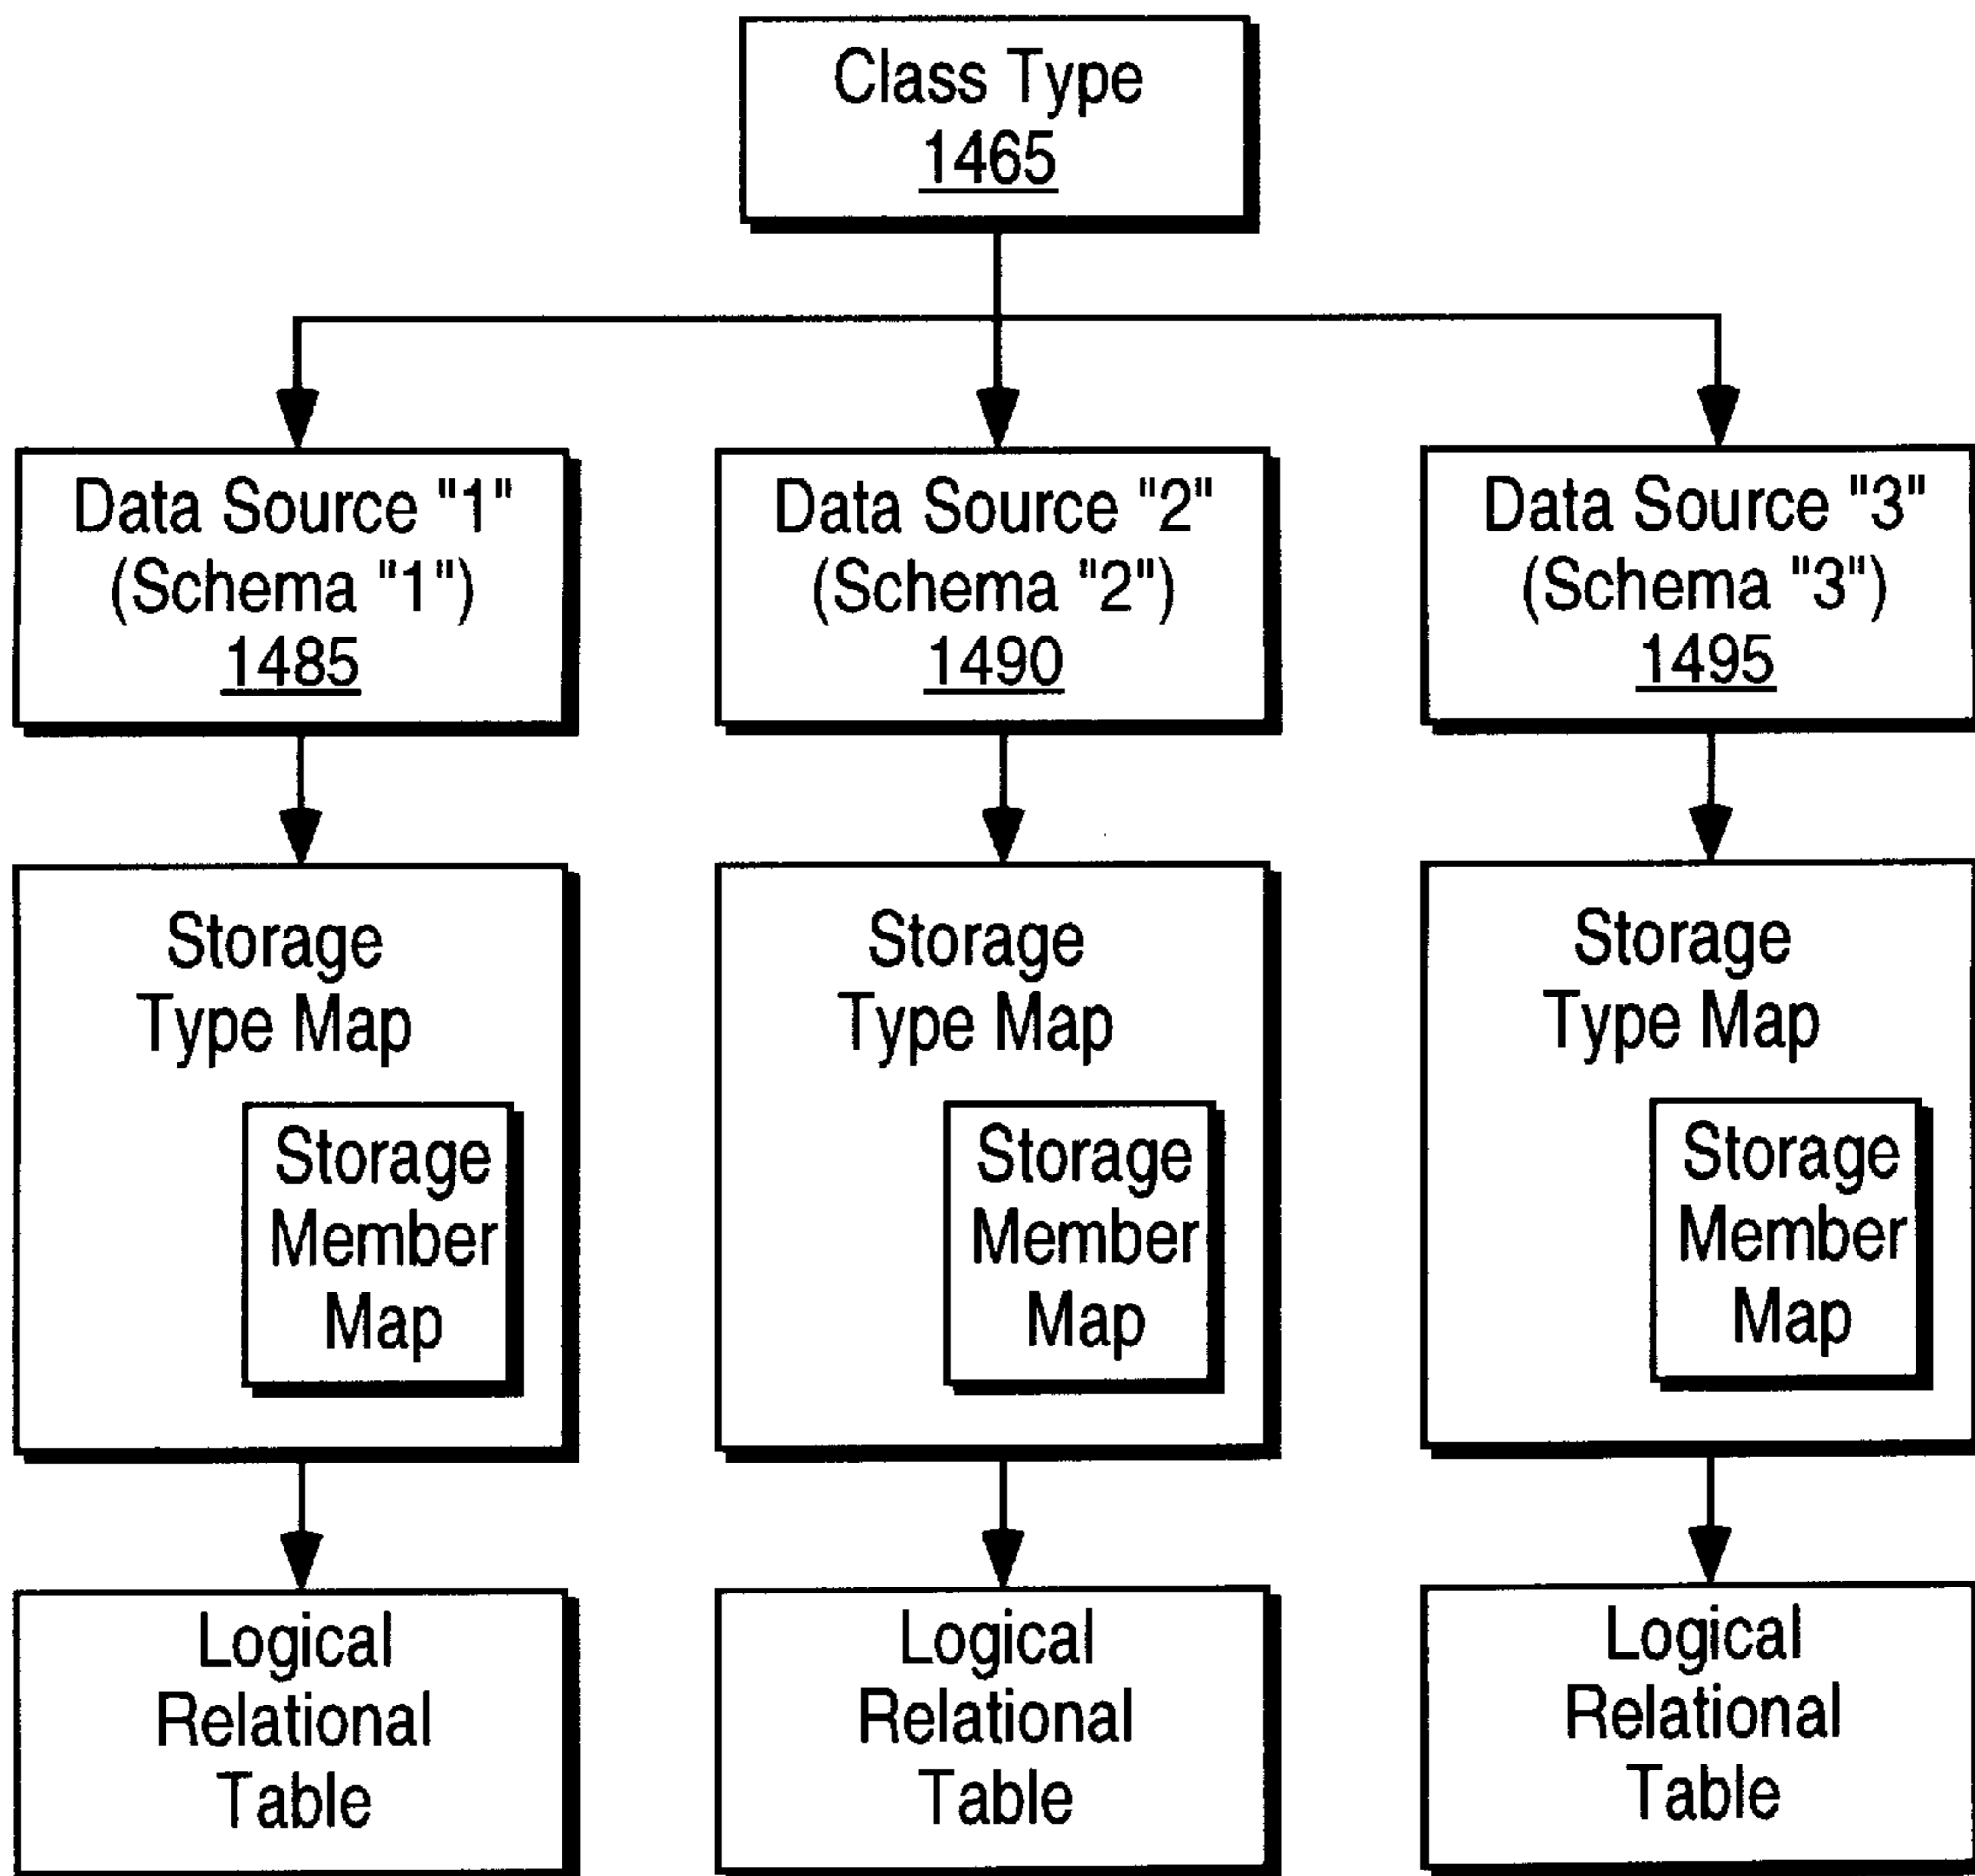 Class Type
1465
Data Source "1"
(Schema "1")
1485
Data Source "2"
(Schema "2")
1490
Data Source "3"
(Schema "3")
1495
Storage
Type Map
Storage
Member
Map
Storage
Type Map
Storage
Member
Map
Storage
Type Map
Storage
Member
Map
Logical
Relational
Table
Logical
Relational
Table
Logical
Relational
Table